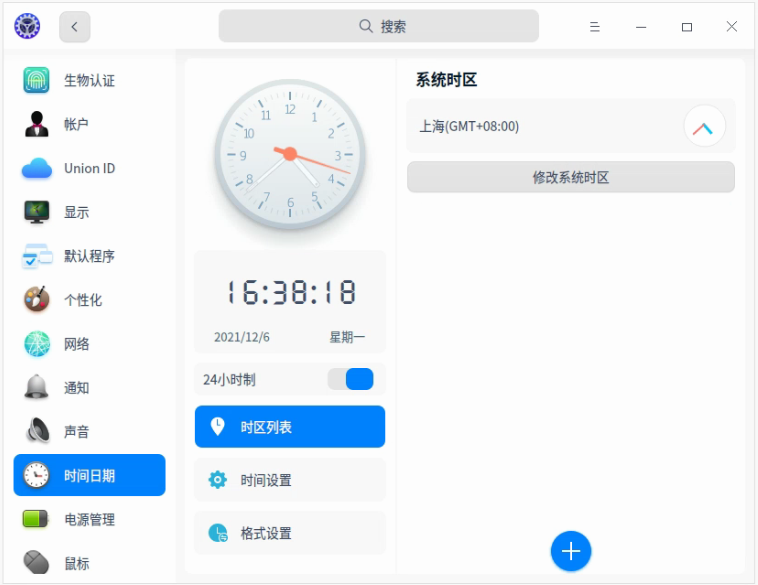 搜索
生物认证
帐户
Union ID
显示
默认程序
个性化
网络
通知
声音
时间日期
电源管理
鼠标
12
1
2
3
4
5
6
7
8
9
10
11
16:38:18
2021/12/6 星期一
24小时制
时区列表
时间设置
格式设置
系统时区
上海(GMT+08:00)
修改系统时区